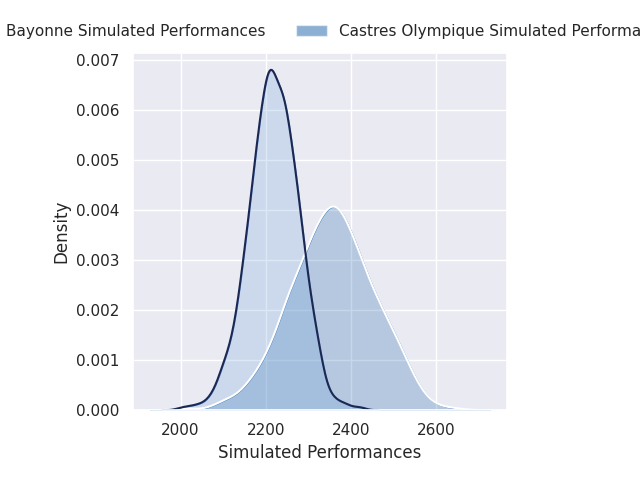 Bayonne Simulated Performances Castres Olympique Simulated Performa
0.007
0.006
0.005
0.004
0.003
0.002
0.001
0.000
Density
2000 2200 2400 2600
Simulated Performances